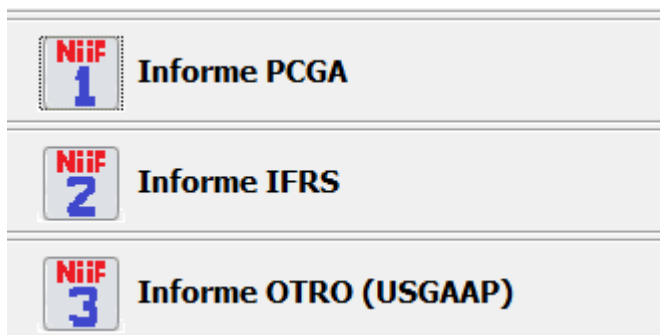 NiiF
1 Informe PCGA
NiiF
2 Informe IFRS
NiiF
3 Informe OTRO (USGAAP)